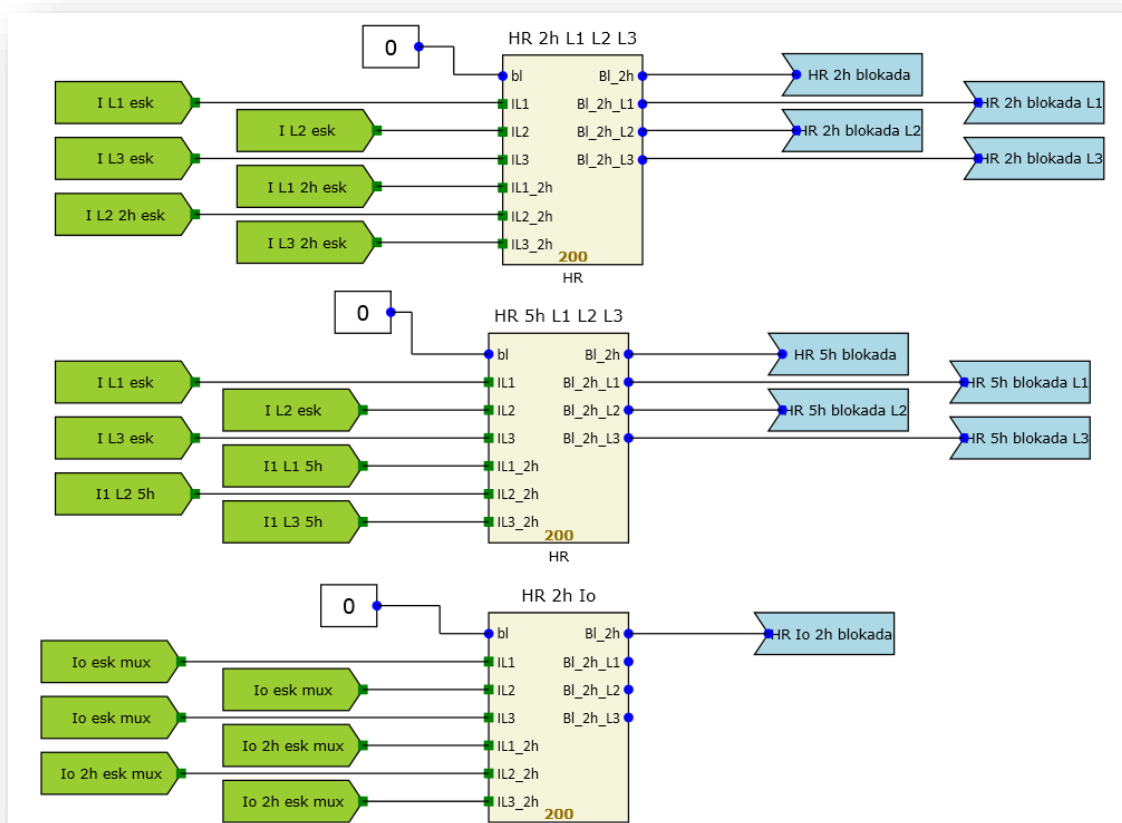 HR 2h L1 L2 L3
0
bl
Bl_2h
HR 2h blokada
I L1 esk
IL1
Bl_2h_L1
HR 2h blokada L1
I L2 esk
IL2
Bl_2h_L2
HR 2h blokada L2
I L3 esk
IL3
Bl_2h_L3
HR 2h blokada L3
I L1 2h esk
IL1_2h
I L2 2h esk
IL2_2h
I L3 2h esk
IL3_2h
200
HR
HR 5h L1 L2 L3
0
bl
Bl_2h
HR 5h blokada
I L1 esk
IL1
Bl_2h_L1
HR 5h blokada L1
I L2 esk
IL2
Bl_2h_L2
HR 5h blokada L2
I L3 esk
IL3
Bl_2h_L3
HR 5h blokada L3
I1 L1 5h
IL1_2h
I1 L2 5h
IL2_2h
I1 L3 5h
IL3_2h
200
HR
HR 2h Io
0
bl
Bl_2h
HR Io 2h blokada
Io esk mux
IL1
Bl_2h_L1
Io esk mux
IL2
Bl_2h_L2
Io esk mux
IL3
Bl_2h_L3
Io 2h esk mux
IL1_2h
Io 2h esk mux
IL2_2h
Io 2h esk mux
IL3_2h
200